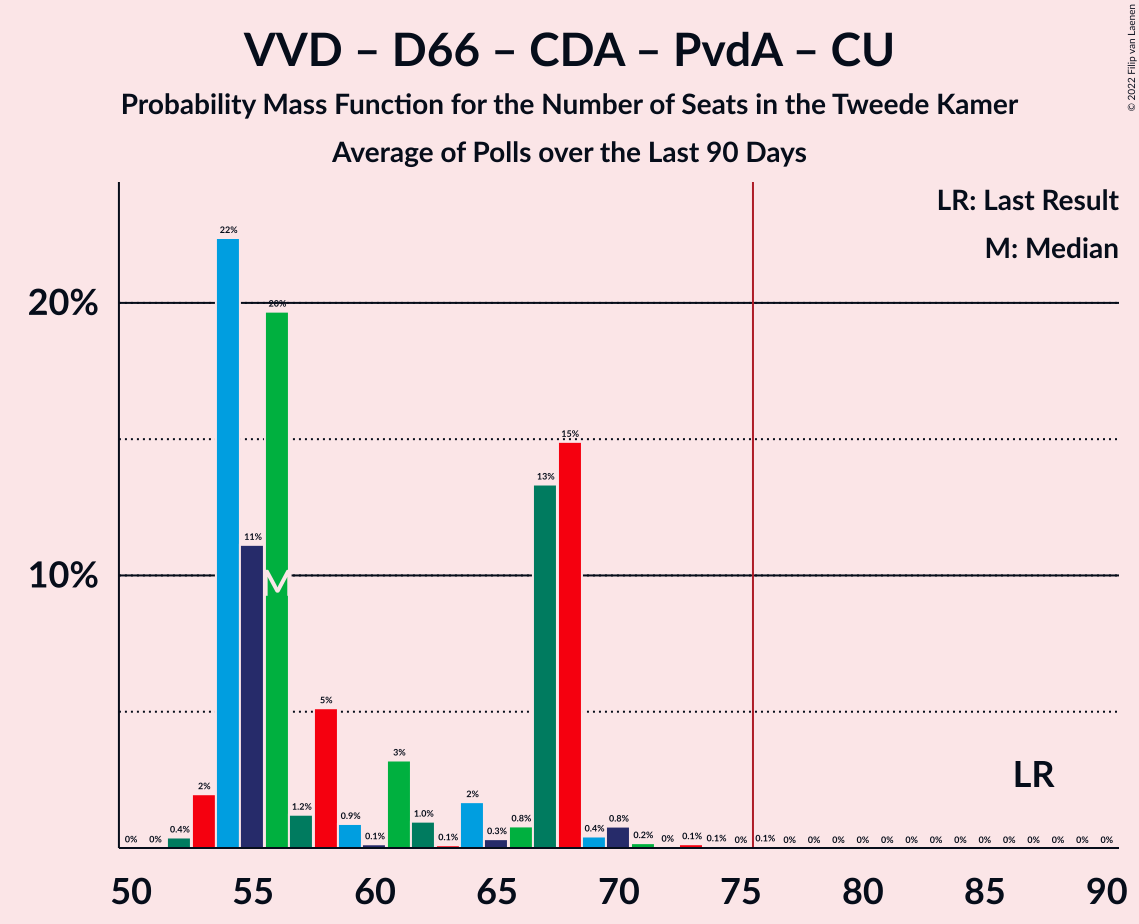 VVD – D66 – CDA – PvdA – CU
Probability Mass Function for the Number of Seats in the Tweede Kamer
Average of Polls over the Last 90 Days
© 2022 Filip van Laenen
LR: Last Result
M: Median
20%
10%
0% 0% 0.4% 2% 22% 11% 20% 1.2% 5% 0.9% 0.1% 3% 1.0% 0.1% 2% 0.3% 0.8% 13% 15% 0.4% 0.8% 0.2% 0% 0.1% 0.1% 0% 0.1% 0% 0% 0% 0% 0% 0% 0% 0% 0% 0% 0% 0% 0% 0%
M
LR
50 55 60 65 70 75 80 85 90